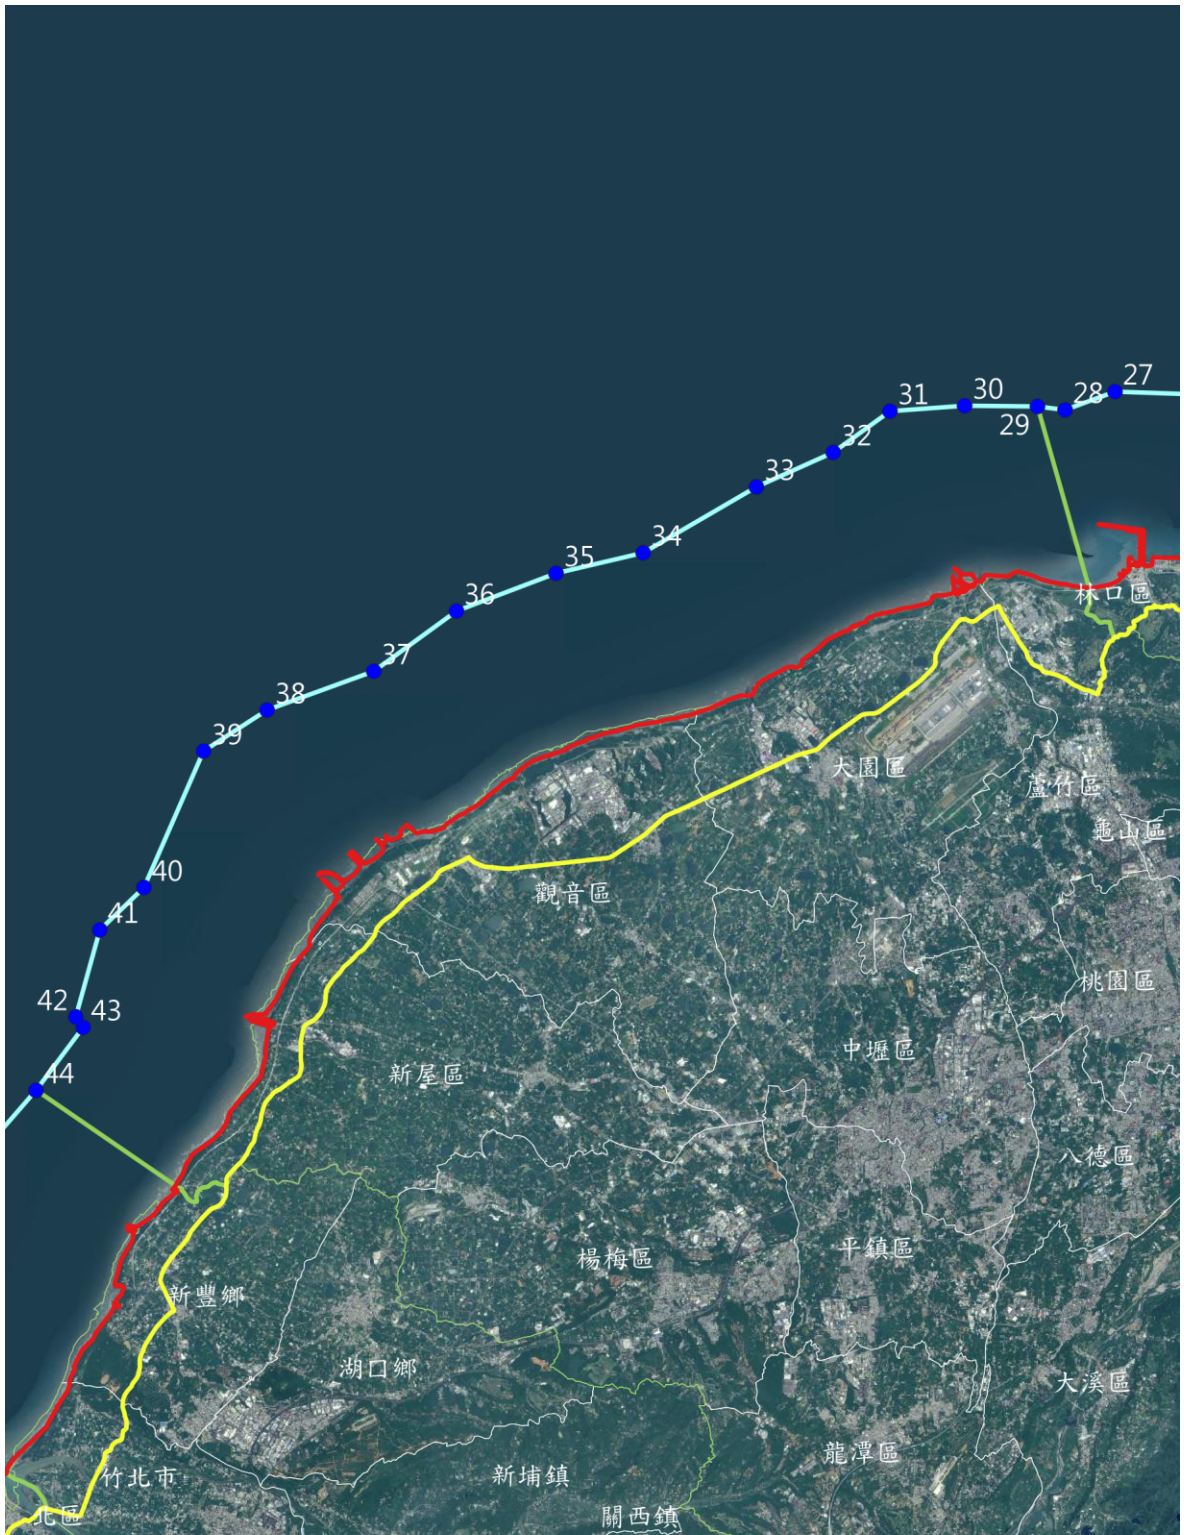 27
28
29
30
31
32
33
34
35
36
37
38
39
40
41
42
43
44
林口區
大園區
蘆竹區
龜山區
觀音區
桃園區
中壢區
新屋區
八德區
平鎮區
楊梅區
新豐鄉
湖口鄉
大溪區
龍潭區
竹北市
新埔鎮
北區
關西鎮